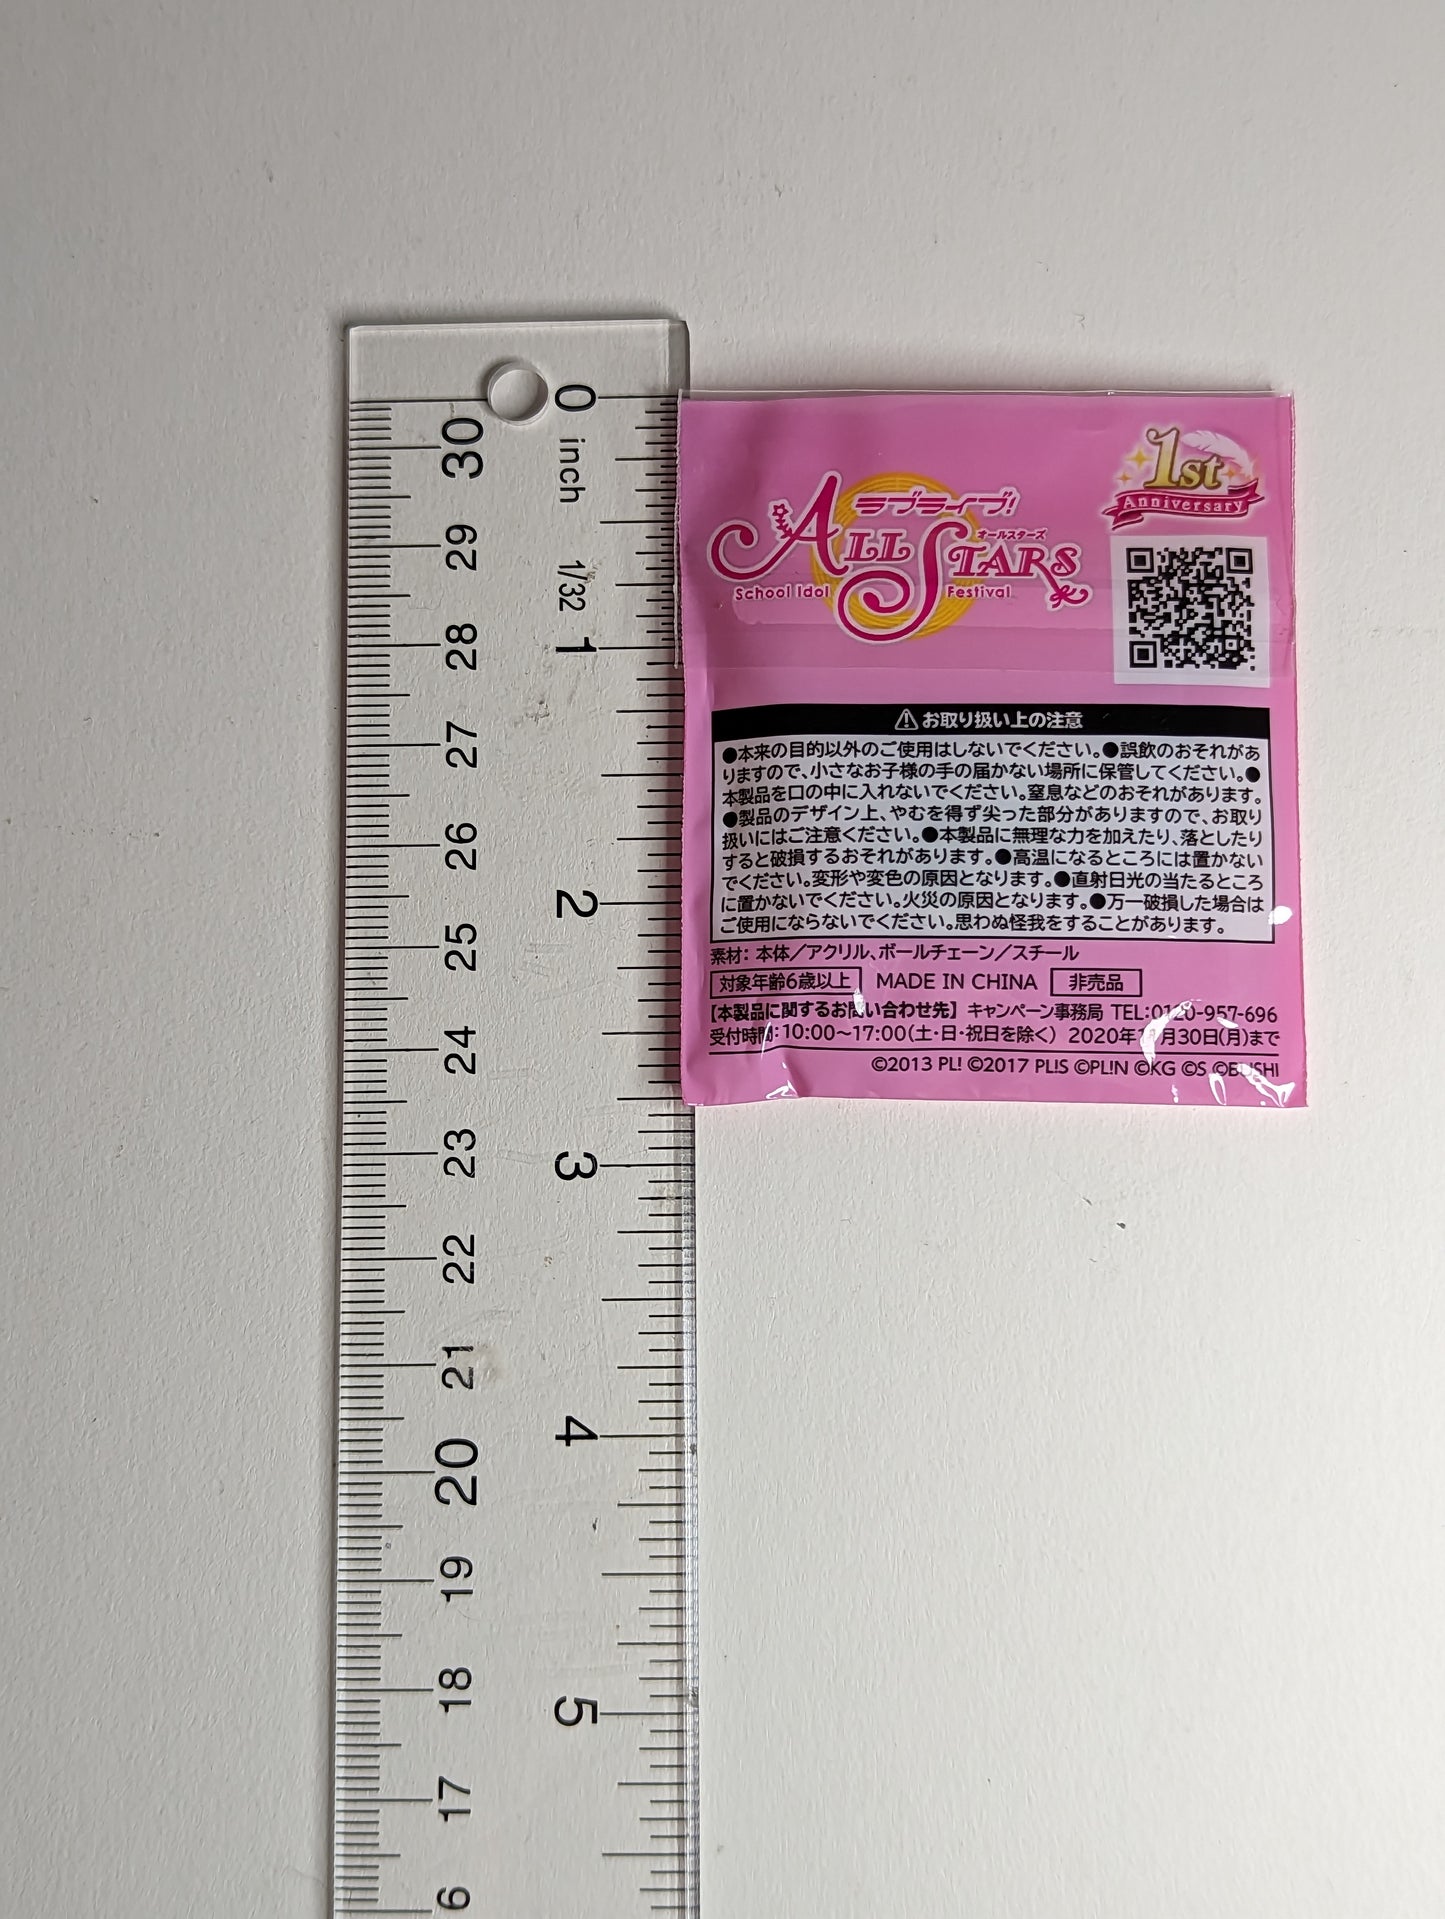 0
inch
1/32
1
2
3
4
5
30
29
28
27
26
25
24
23
22
21
20
19
18
17
6
1st
Anniversary
ラブライブ!
オールスターズ
ALL STARS
School Idol Festival
⚠お取り扱い上の注意
●本来の目的以外のご使用はしないでください。●誤飲のおそれがあ
りますので、小さなお子様の手の届かない場所に保管してください。●
本製品を口の中に入れないでください。窒息などのおそれがあります。
●製品のデザイン上、やむを得ず尖った部分がありますので、お取り
扱いにはご注意ください。●本製品に無理な力を加えたり、落としたり
すると破損するおそれがあります。●高温になるところには置かない
でください。変形や変色の原因となります。●直射日光の当たるところ
に置かないでください。火災の原因となります。●万一破損した場合は
ご使用にならないでください。思わぬ怪我をすることがあります。
素材：本体／アクリル、ボールチェーン／スチール
対象年齢6歳以上 MADE IN CHINA 非売品
【本製品に関するお問い合わせ先】 キャンペーン事務局 TEL:0120-957-696
受付時間：10:00～17:00（土・日・祝日を除く） 2020年 月30日(月)まで
©2013 PL! ©2017 PL!S ©PL!N ©KG ©S ©BUSHI